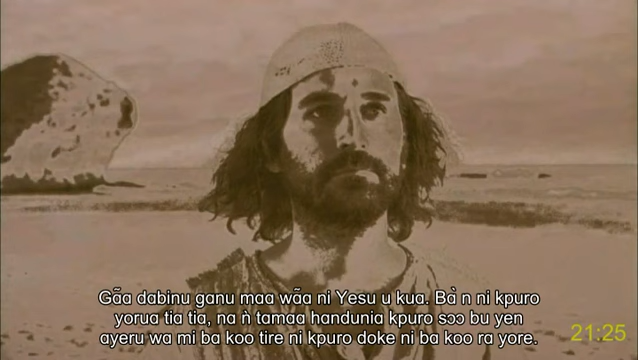 Gãa dabinu ganu maa wãa ni Yesu u kua. Bà n ni kpuro
yorua tia tia, na ǹ tamaa handunia kpuro sɔɔ bu yen
ayeru wa mi ba koo tire ni kpuro doke ni ba koo ra yore.
21:25